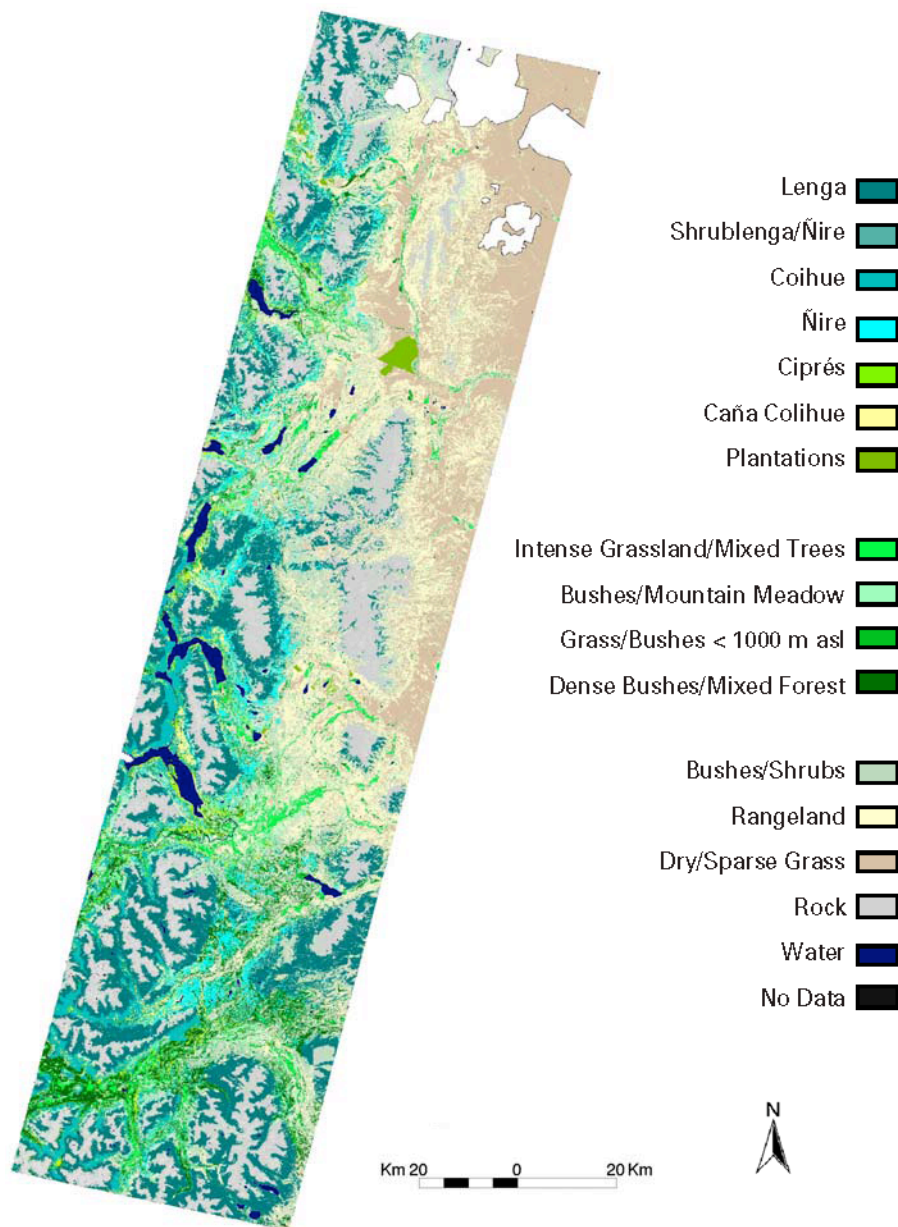 Lenga
Shrublenga/Ñire
Coihue
Ñire
Ciprés
Caña Colihue
Plantations
Intense Grassland/Mixed Trees
Bushes/Mountain Meadow
Grass/Bushes < 1000 m asl
Dense Bushes/Mixed Forest
Bushes/Shrubs
Rangeland
Dry/Sparse Grass
Rock
Water
No Data
N
Km 20 0 20 Km